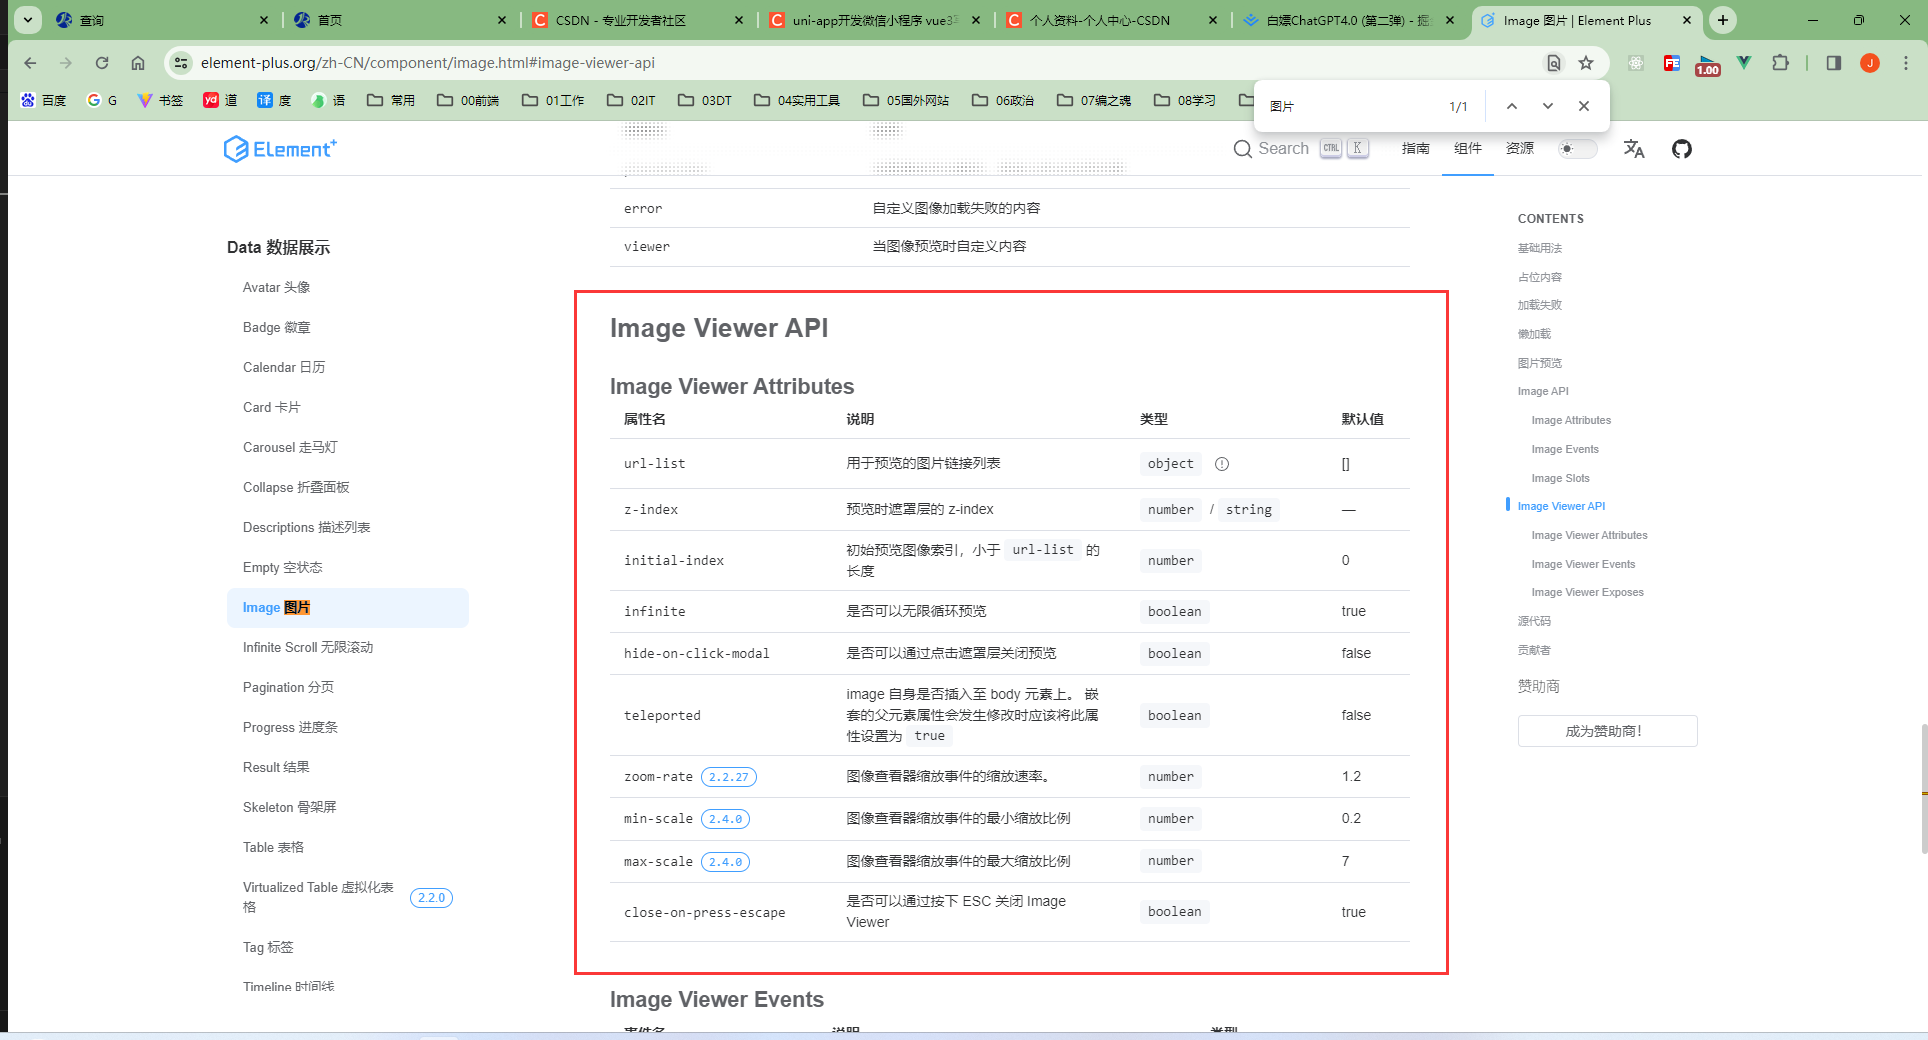 查询
首页
CSDN - 专业开发者社区
uni-app开发微信小程序 vue3
个人资料-个人中心-CSDN
白嫖ChatGPT4.0 (第二弹) - 掘
Image 图片 | Element Plus
element-plus.org/zh-CN/component/image.html#image-viewer-api
1.00
J
百度
G
书签
yd 道
译 度
语
常用
00前端
01工作
02IT
03DT
04实用工具
05国外网站
06政治
07编之魂
08学习
图片
1/1
Element+
Search CTRL K
指南
组件
资源
Data 数据展示
Avatar 头像
Badge 徽章
Calendar 日历
Card 卡片
Carousel 走马灯
Collapse 折叠面板
Descriptions 描述列表
Empty 空状态
Image 图片
Infinite Scroll 无限滚动
Pagination 分页
Progress 进度条
Result 结果
Skeleton 骨架屏
Table 表格
Virtualized Table 虚拟化表
格
2.2.0
Tag 标签
Timeline 时间线
error 自定义图像加载失败的内容
viewer 当图像预览时自定义内容
Image Viewer API
Image Viewer Attributes
属性名 说明 类型 默认值
url-list 用于预览的图片链接列表 object []
z-index 预览时遮罩层的 z-index number / string —
initial-index 初始预览图像索引，小于 url-list 的
长度 number 0
infinite 是否可以无限循环预览 boolean true
hide-on-click-modal 是否可以通过点击遮罩层关闭预览 boolean false
teleported image 自身是否插入至 body 元素上。 嵌
套的父元素属性会发生修改时应该将此属
性设置为 true boolean false
zoom-rate 2.2.27 图像查看器缩放事件的缩放速率。 number 1.2
min-scale 2.4.0 图像查看器缩放事件的最小缩放比例 number 0.2
max-scale 2.4.0 图像查看器缩放事件的最大缩放比例 number 7
close-on-press-escape 是否可以通过按下 ESC 关闭 Image
Viewer boolean true
Image Viewer Events
事件名 说明 类型
CONTENTS
基础用法
占位内容
加载失败
懒加载
图片预览
Image API
Image Attributes
Image Events
Image Slots
Image Viewer API
Image Viewer Attributes
Image Viewer Events
Image Viewer Exposes
源代码
贡献者
赞助商
成为赞助商！